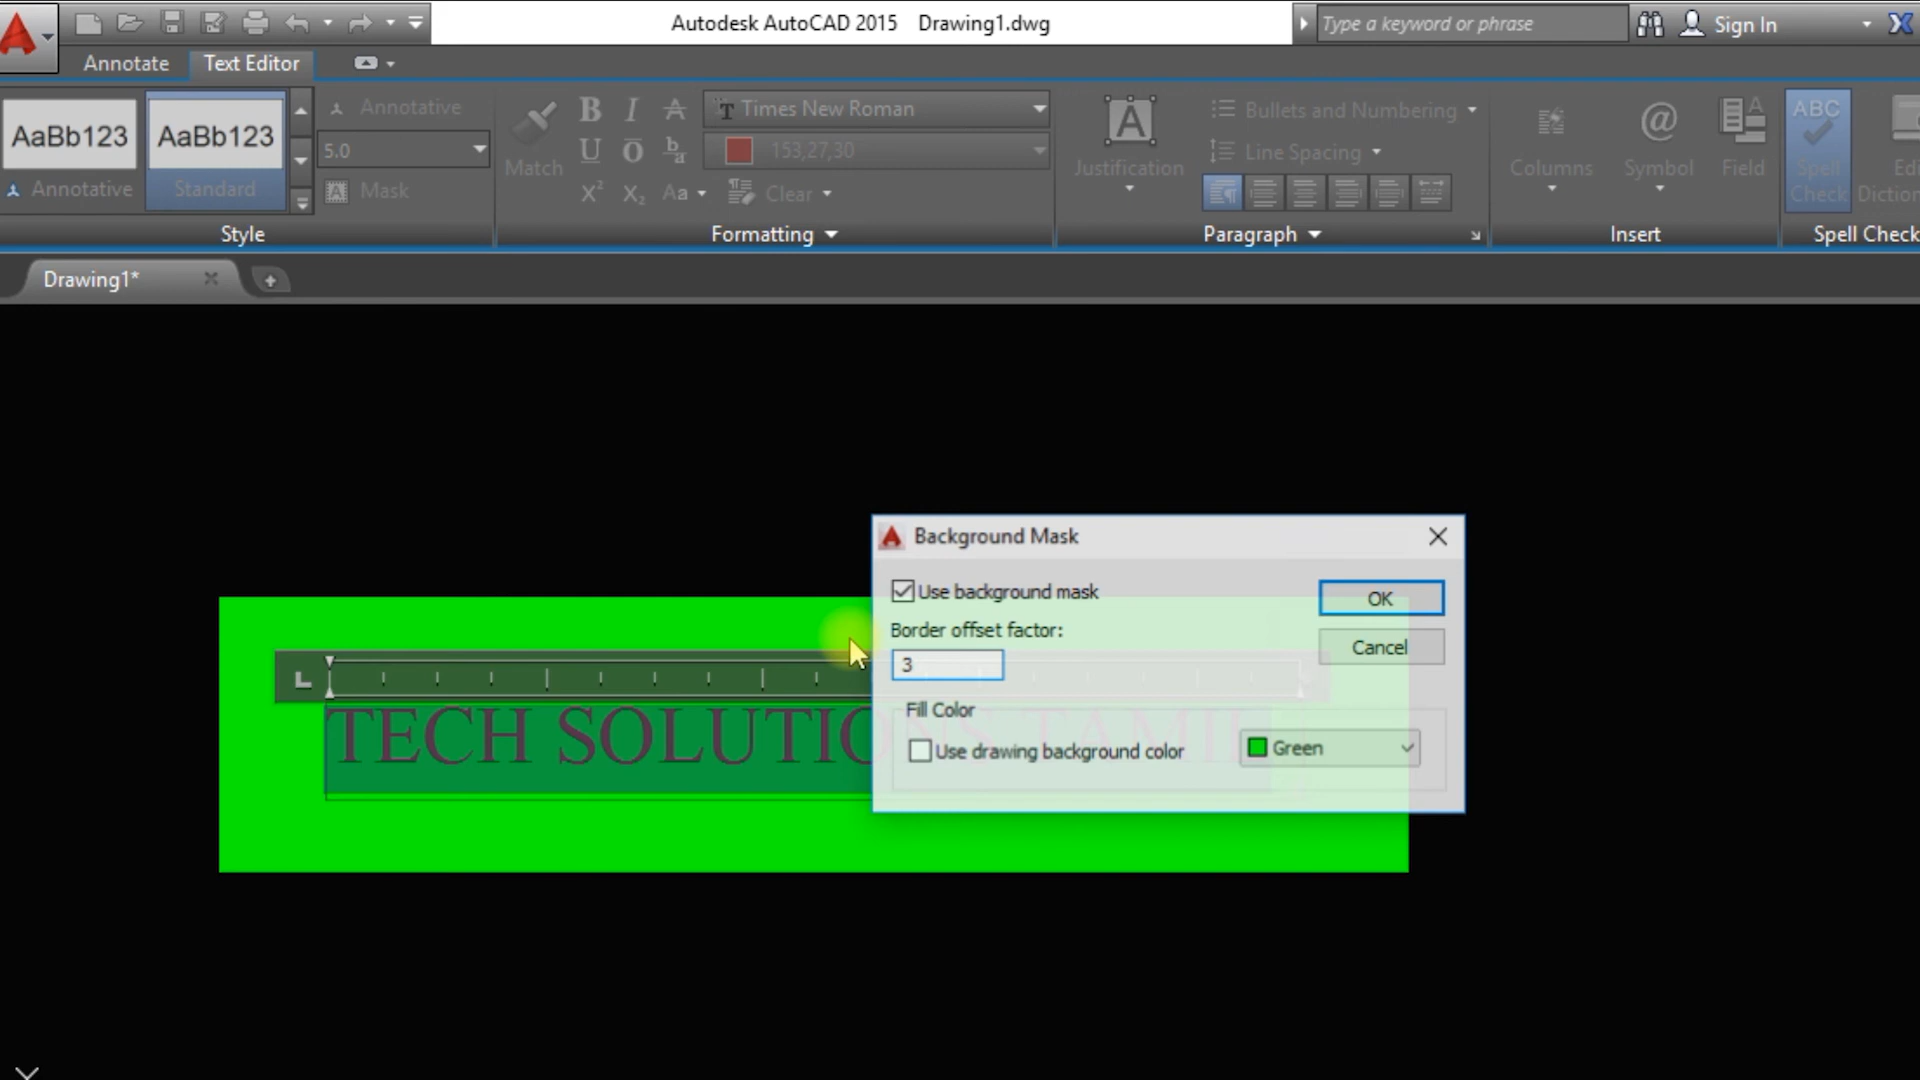 Autodesk AutoCAD 2015 Drawing1.dwg
Type a keyword or phrase
Sign In
Annotate
Text Editor
AaBb123
AaBb123
Annotative
Standard
Annotative
5.0
Mask
Style
Match
Times New Roman
153,27,30
Clear
Formatting
Justification
Bullets and Numbering
Line Spacing
Paragraph
Columns
Symbol
Field
Insert
ABC
Spell
Check
Spell Check
Drawing1*
Background Mask
Use background mask
OK
Border offset factor:
Cancel
3
Fill Color
Use drawing background color
Green
TECH SOLUTIONS TAMIL